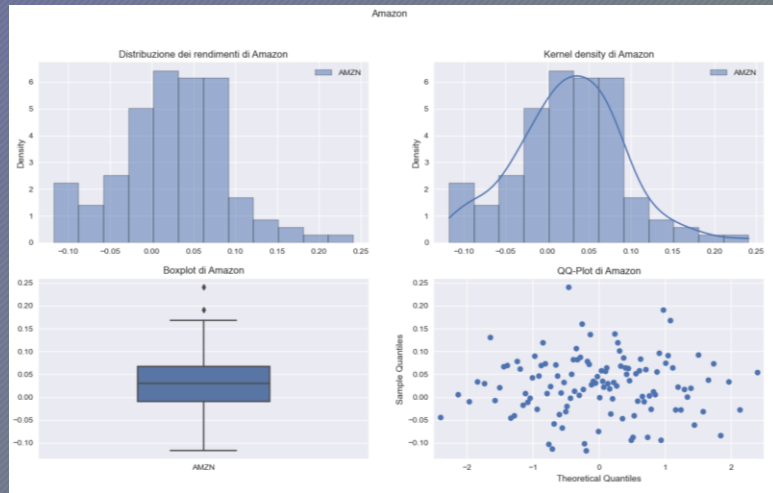 Amazon
Distribuzione dei rendimenti di Amazon
AMZN
Density
6
5
4
3
2
1
0
−0.10 −0.05 0.00 0.05 0.10 0.15 0.20 0.25
Kernel density di Amazon
AMZN
Density
6
5
4
3
2
1
0
−0.10 −0.05 0.00 0.05 0.10 0.15 0.20 0.25
Boxplot di Amazon
0.25
0.20
0.15
0.10
0.05
0.00
−0.05
−0.10
AMZN
QQ-Plot di Amazon
Sample Quantiles
0.25
0.20
0.15
0.10
0.05
0.00
−0.05
−0.10
−2 −1 0 1 2
Theoretical Quantiles